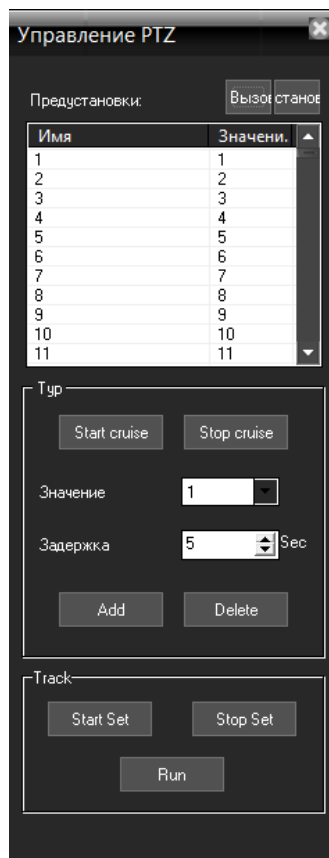 Управление PTZ
Предустановки: Вызов станов
Имя Значени.
1 1
2 2
3 3
4 4
5 5
6 6
7 7
8 8
9 9
10 10
11 11
Тур
Start cruise Stop cruise
Значение 1
Задержка 5 Sec
Add Delete
Track
Start Set Stop Set
Run